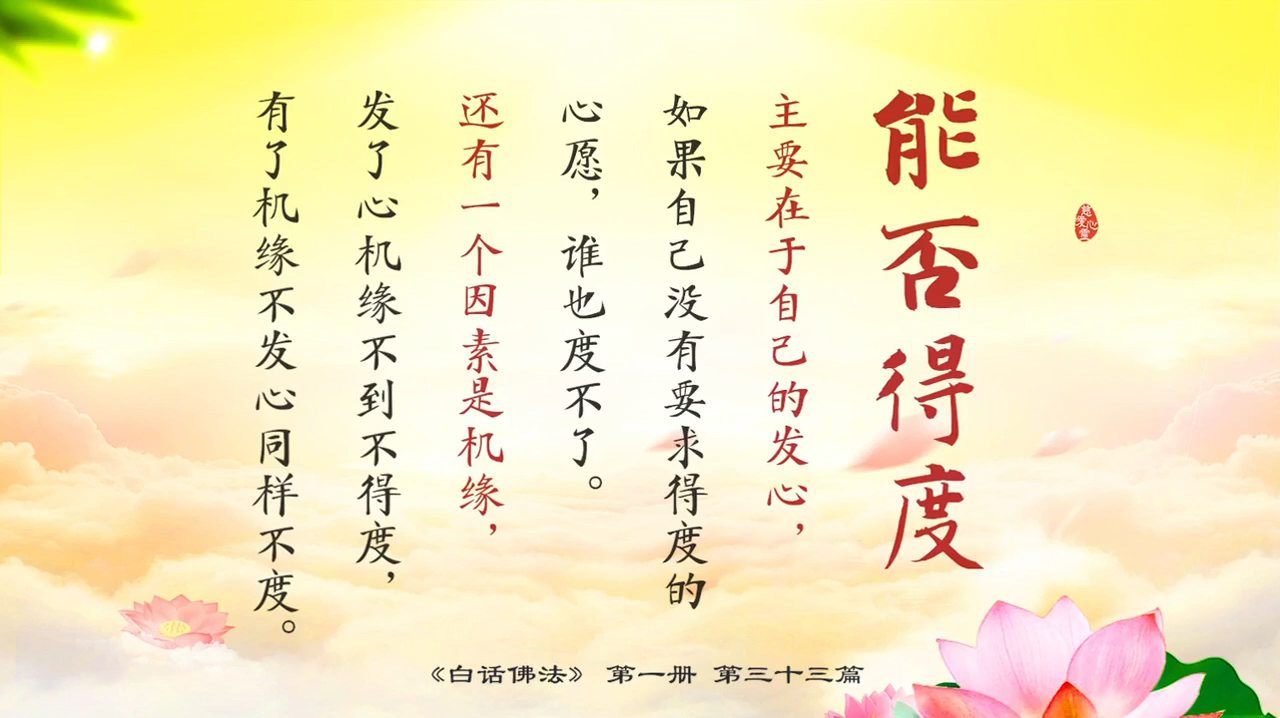 能否得度
主要在于自己的发心，
如果自己没有要求得度的
心愿，谁也度不了。
还有一个因素是机缘，
发了心机缘不到不得度，
有了机缘不发心同样不度。
《白话佛法》 第一册 第三十三篇